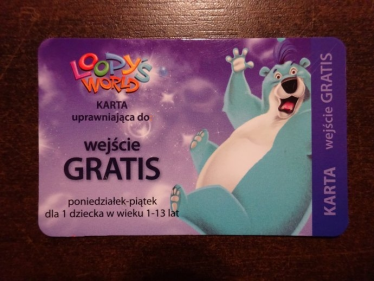 LOOPY'S
WORLD
KARTA
uprawniająca do
wejście
GRATIS
poniedziałek-piątek
dla 1 dziecka w wieku 1-13 lat
KARTA wejście GRATIS